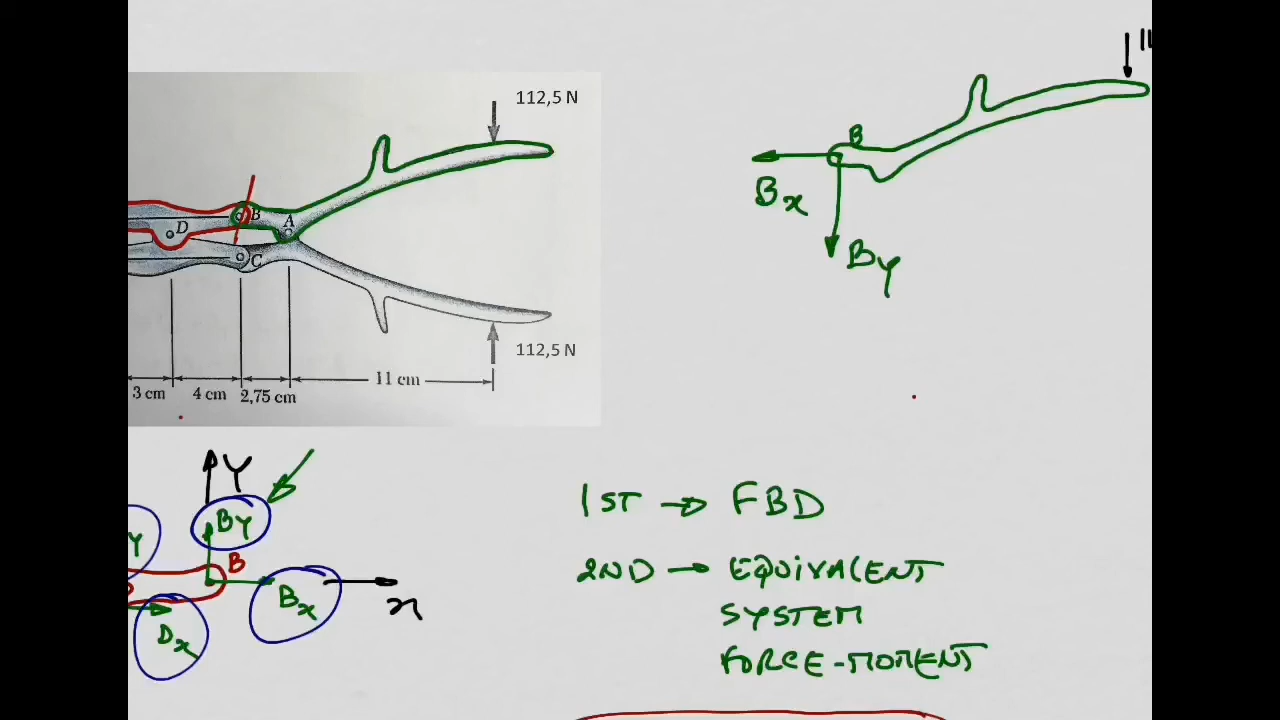 112,5 N
B
A
D
C
112,5 N
11 cm
3 cm
4 cm
2,75 cm
B
Bx
By
Y
By
Y
B
Bx
x
Dx
1ST → FBD
2ND → EQUIVALENT
SYSTEM
FORCE-MOMENT